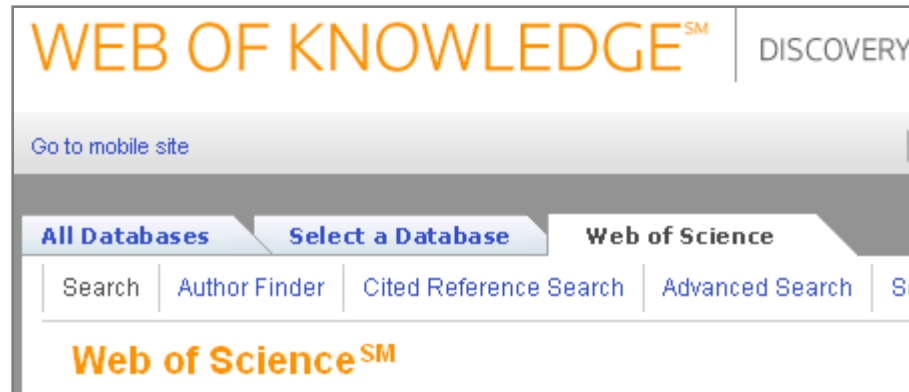 WEB OF KNOWLEDGE℠ DISCOVERY
Go to mobile site
All Databases Select a Database Web of Science
Search Author Finder Cited Reference Search Advanced Search
Web of Science℠